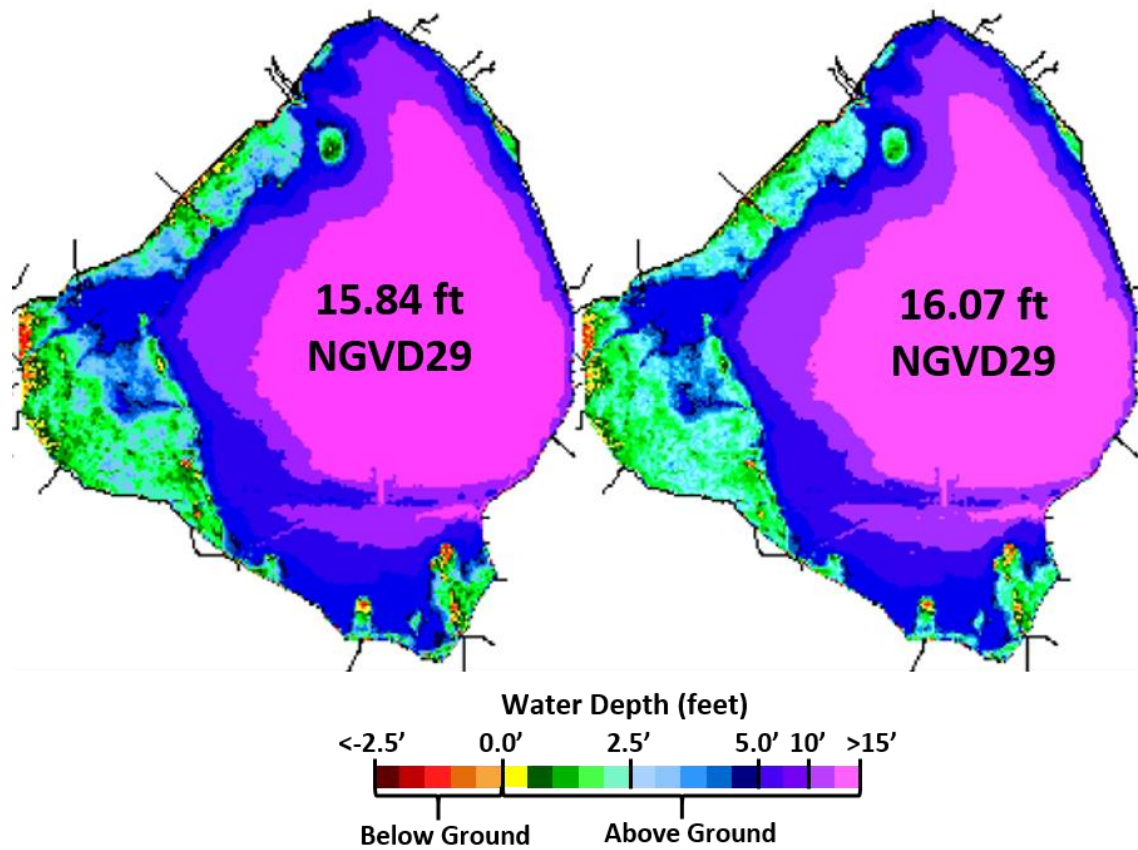 15.84 ft
NGVD29
16.07 ft
NGVD29
Water Depth (feet)
<-2.5’ 0.0’ 2.5’ 5.0’ 10’ >15’
Below Ground Above Ground